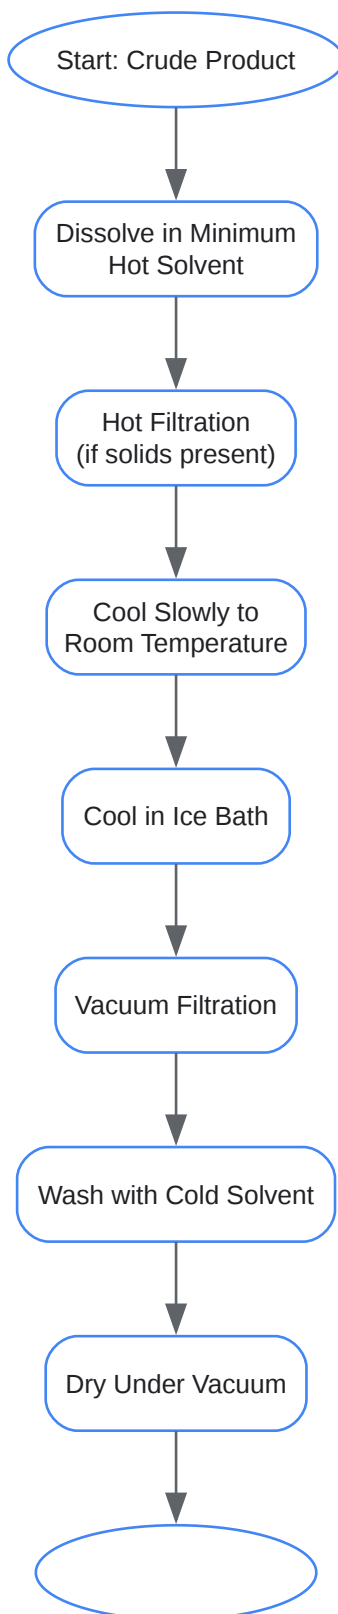 Start: Crude Product
Dissolve in Minimum
Hot Solvent
Hot Filtration
(if solids present)
Cool Slowly to
Room Temperature
Cool in Ice Bath
Vacuum Filtration
Wash with Cold Solvent
Dry Under Vacuum